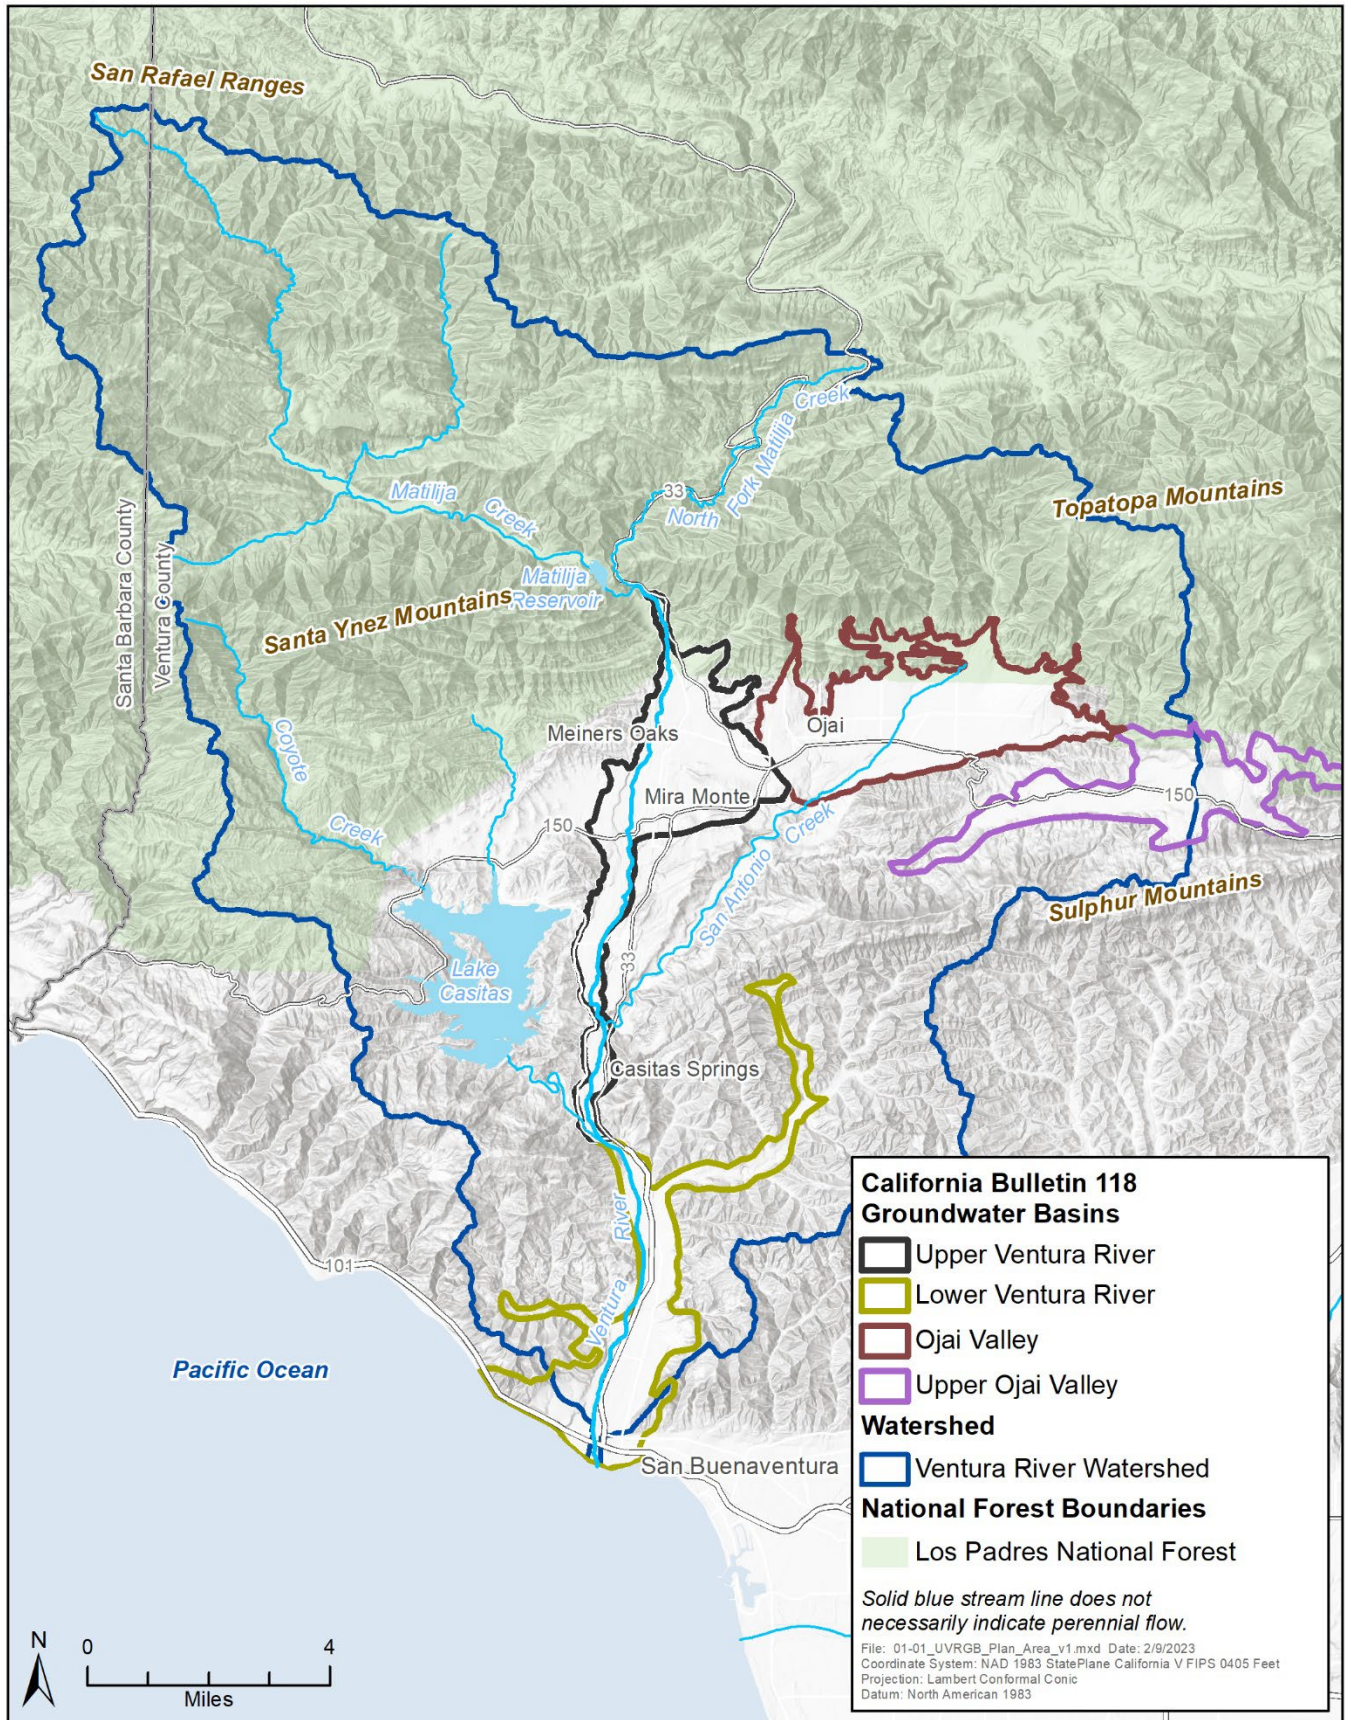 San Rafael Ranges
Creek
Fork Matilija
33
North
Topatopa Mountains
Matilija
Creek
Matilija
Reservoir
Santa Barbara County
Ventura County
Santa Ynez Mountains
Coyote
Creek
Meiners Oaks
Ojai
Mira Monte
150
150
San Antonio
Creek
Sulphur Mountains
33
Lake
Casitas
Casitas Springs
Ventura
River
101
Pacific Ocean
San Buenaventura
California Bulletin 118
Groundwater Basins
Upper Ventura River
Lower Ventura River
Ojai Valley
Upper Ojai Valley
Watershed
Ventura River Watershed
National Forest Boundaries
Los Padres National Forest
Solid blue stream line does not
necessarily indicate perennial flow.
File: 01-01_UVRGB_Plan_Area_v1.mxd Date: 2/9/2023
Coordinate System: NAD 1983 StatePlane California V FIPS 0405 Feet
Projection: Lambert Conformal Conic
Datum: North American 1983
N
0
4
Miles